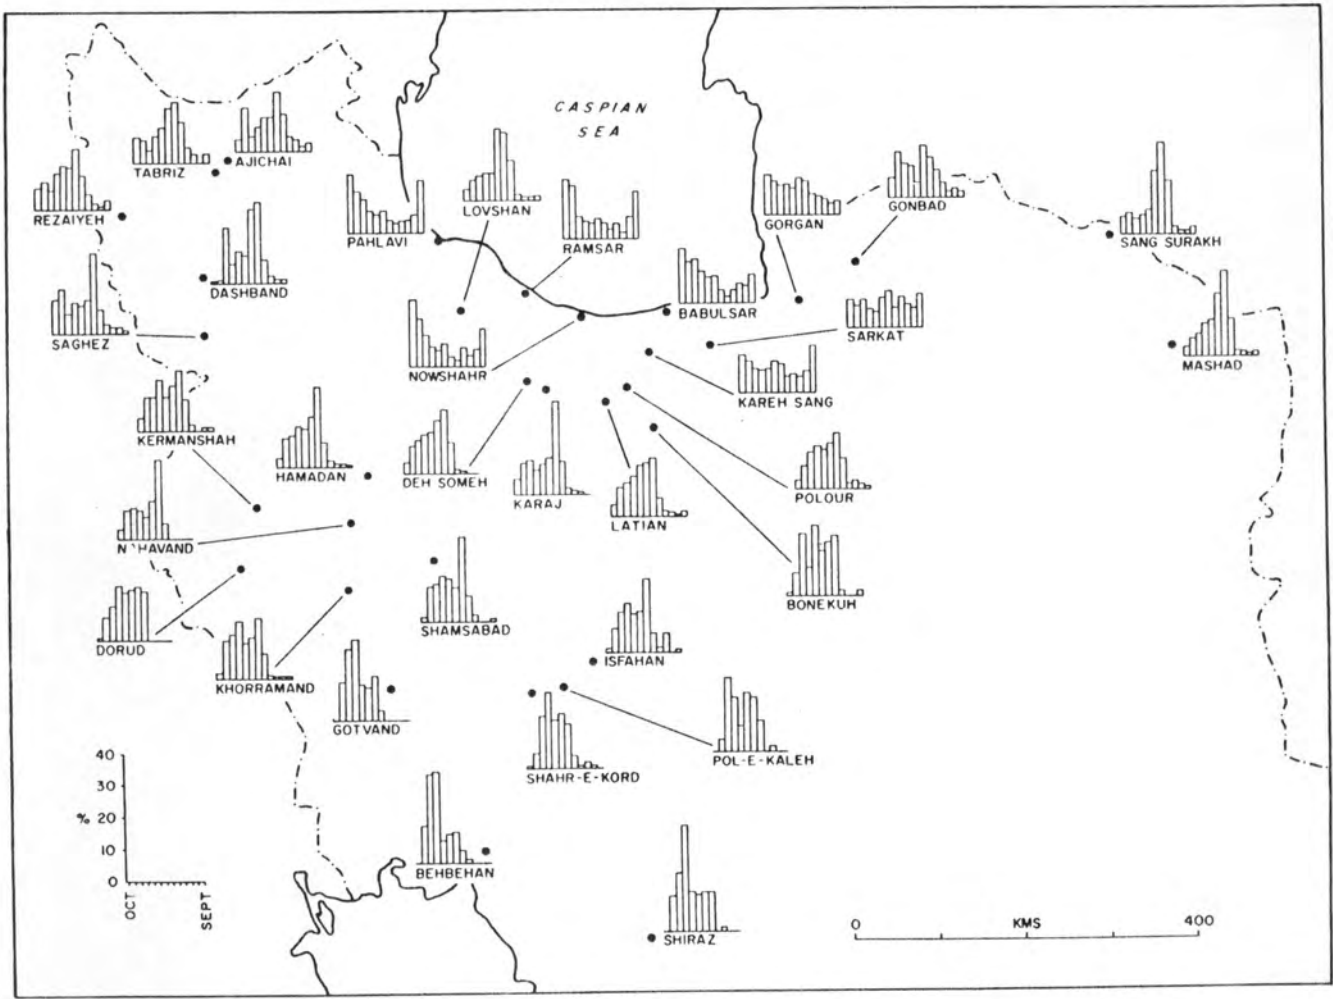 CASPIAN
SEA
TABRIZ
AJICHAI
REZAIYEH
LOVSHAN
GORGAN
GONBAD
PAHLAVI
RAMSAR
SANG SURAKH
DASHBAND
BABULSAR
SAGHEZ
SARKAT
NOWSHAHR
MASHAD
KAREH SANG
KERMANSHAH
HAMADAN
DEH SOMEH
KARAJ
POLOUR
LATIAN
BONEKUH
DORUD
SHAMSABAD
ISFAHAN
KHORRAMAND
GOTVAND
POL-E-KALEH
SHAHR-E-KORD
40
30
% 20
10
0
OCT
SEPT
BEHBEHAN
SHIRAZ
0 KMS 400